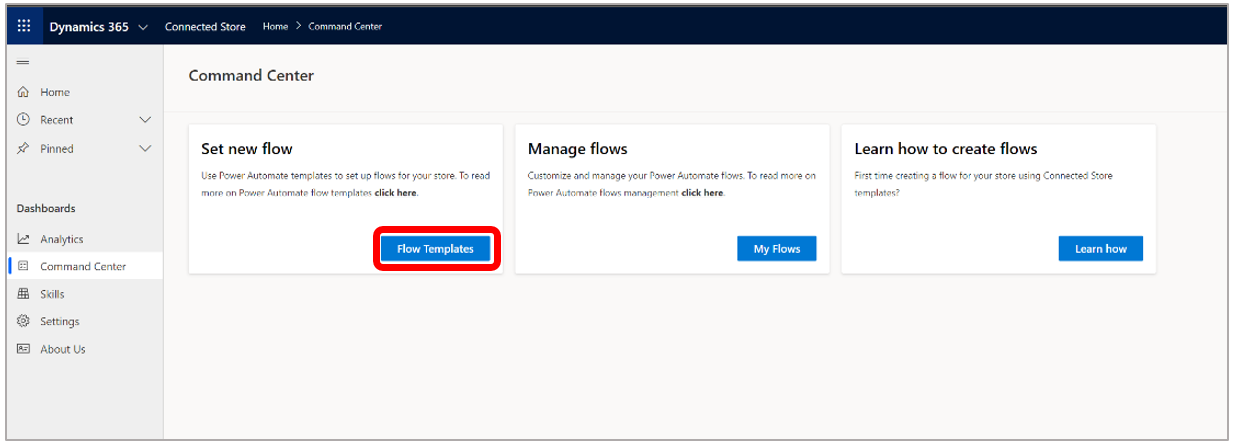 Dynamics 365 Connected Store Home > Command Center
Home
Recent
Pinned
Dashboards
Analytics
Command Center
Skills
Settings
About Us
Command Center
Set new flow
Use Power Automate templates to set up flows for your store. To read
more on Power Automate flow templates click here.
Flow Templates
Manage flows
Customize and manage your Power Automate flows. To read more on
Power Automate flows management click here.
My Flows
Learn how to create flows
First time creating a flow for your store using Connected Store
templates?
Learn how